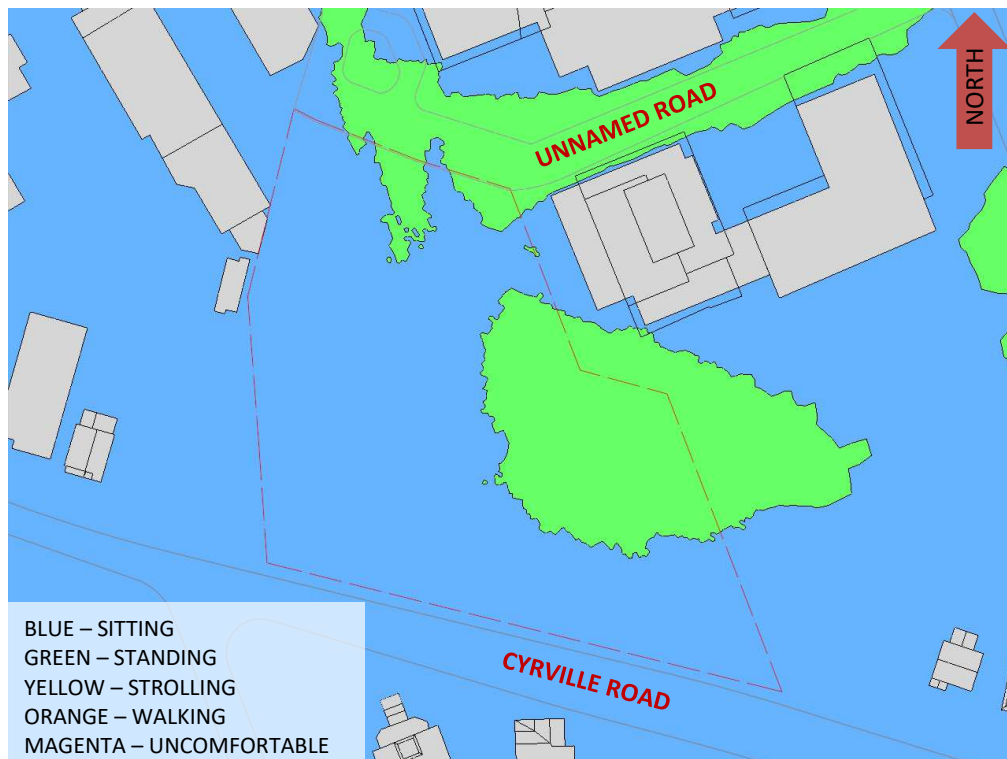 NORTH
UNNAMED ROAD
CYRVILLE ROAD
BLUE – SITTING
GREEN – STANDING
YELLOW – STROLLING
ORANGE – WALKING
MAGENTA – UNCOMFORTABLE